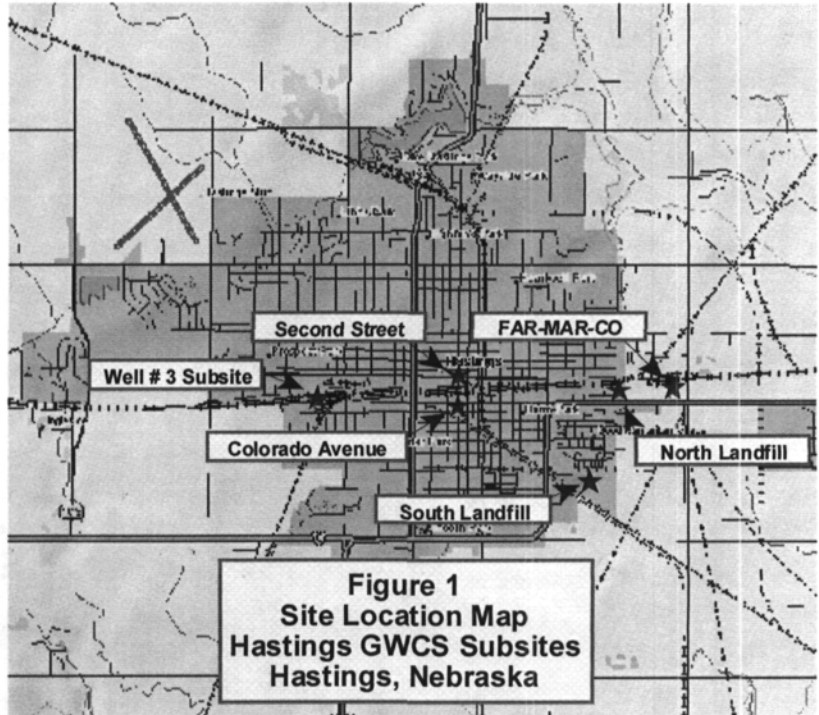 Second Street
FAR-MAR-CO
Hastings
Well # 3 Subsite
Colorado Avenue
North Landfill
South Landfill
Figure 1
Site Location Map
Hastings GWCS Subsites
Hastings, Nebraska